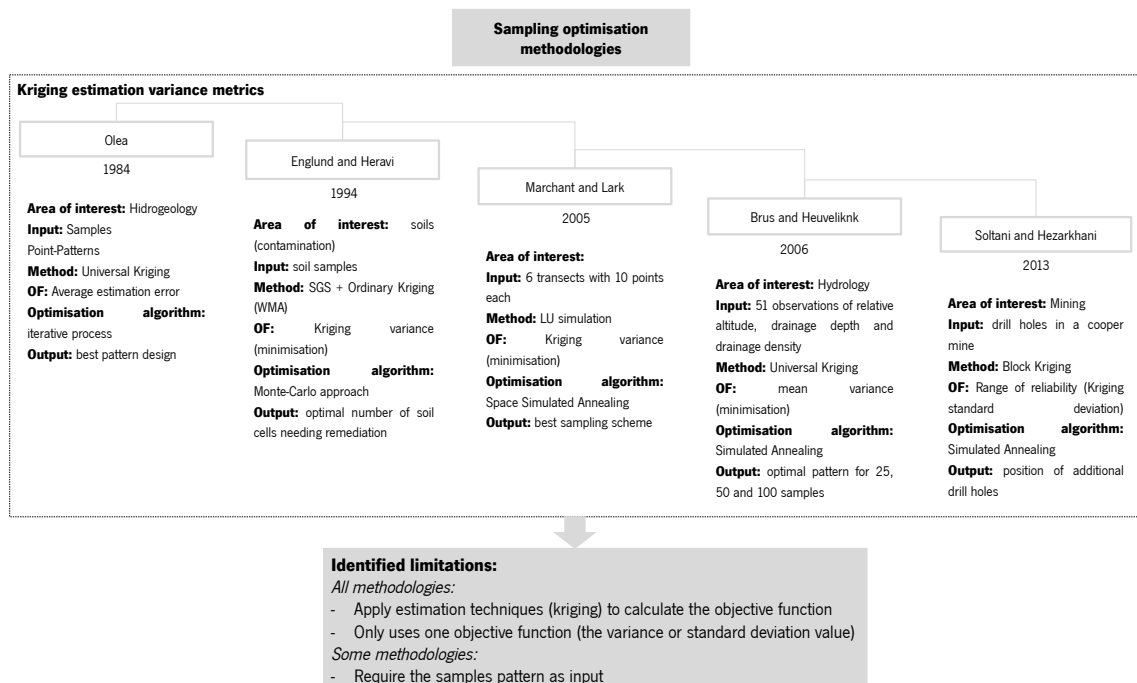 Sampling optimisation
methodologies
Kriging estimation variance metrics
Olea
1984
Area of interest: Hidrogeology
Input: Samples
Point-Patterns
Method: Universal Kriging
OF: Average estimation error
Optimisation algorithm:
iterative process
Output: best pattern design
Englund and Heravi
1994
Area of interest: soils
(contamination)
Input: soil samples
Method: SGS + Ordinary Kriging
(WMA)
OF: Kriging variance
(minimisation)
Optimisation algorithm:
Monte-Carlo approach
Output: optimal number of soil
cells needing remediation
Marchant and Lark
2005
Area of interest:
Input: 6 transects with 10 points
each
Method: LU simulation
OF: Kriging variance
(minimisation)
Optimisation algorithm:
Space Simulated Annealing
Output: best sampling scheme
Brus and Heuveliknk
2006
Area of interest: Hydrology
Input: 51 observations of relative
altitude, drainage depth and
drainage density
Method: Universal Kriging
OF: mean variance
(minimisation)
Optimisation algorithm:
Simulated Annealing
Output: optimal pattern for 25,
50 and 100 samples
Soltani and Hezarkhani
2013
Area of interest: Mining
Input: drill holes in a cooper
mine
Method: Block Kriging
OF: Range of reliability (Kriging
standard deviation)
Optimisation algorithm:
Simulated Annealing
Output: position of additional
drill holes
Identified limitations:
All methodologies:
- Apply estimation techniques (kriging) to calculate the objective function
- Only uses one objective function (the variance or standard deviation value)
Some methodologies:
- Require the samples pattern as input